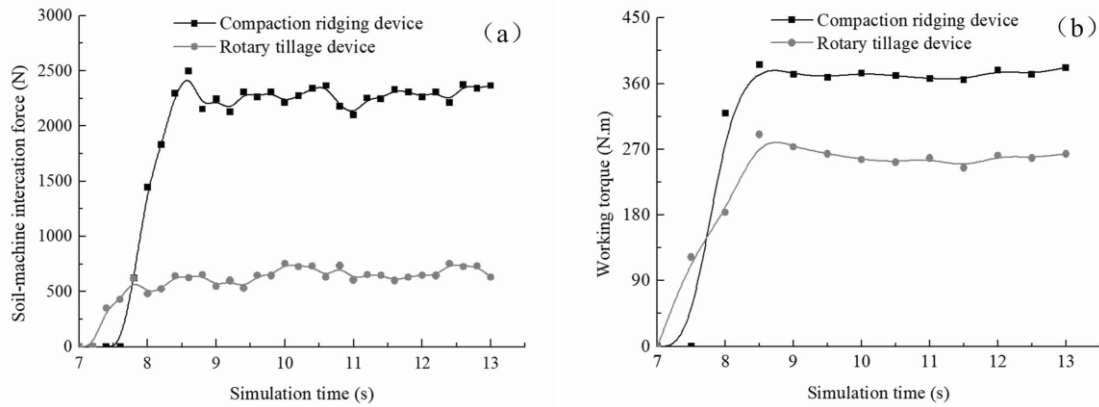 Compaction ridging device
Rotary tillage device
(a)
3000
2500
2000
1500
1000
500
0
Soil-machine intercation force (N)
7 8 9 10 11 12 13
Simulation time (s)
Compaction ridging device
Rotary tillage device
(b)
450
360
270
180
90
0
Working torque (N.m)
7 8 9 10 11 12 13
Simulation time (s)